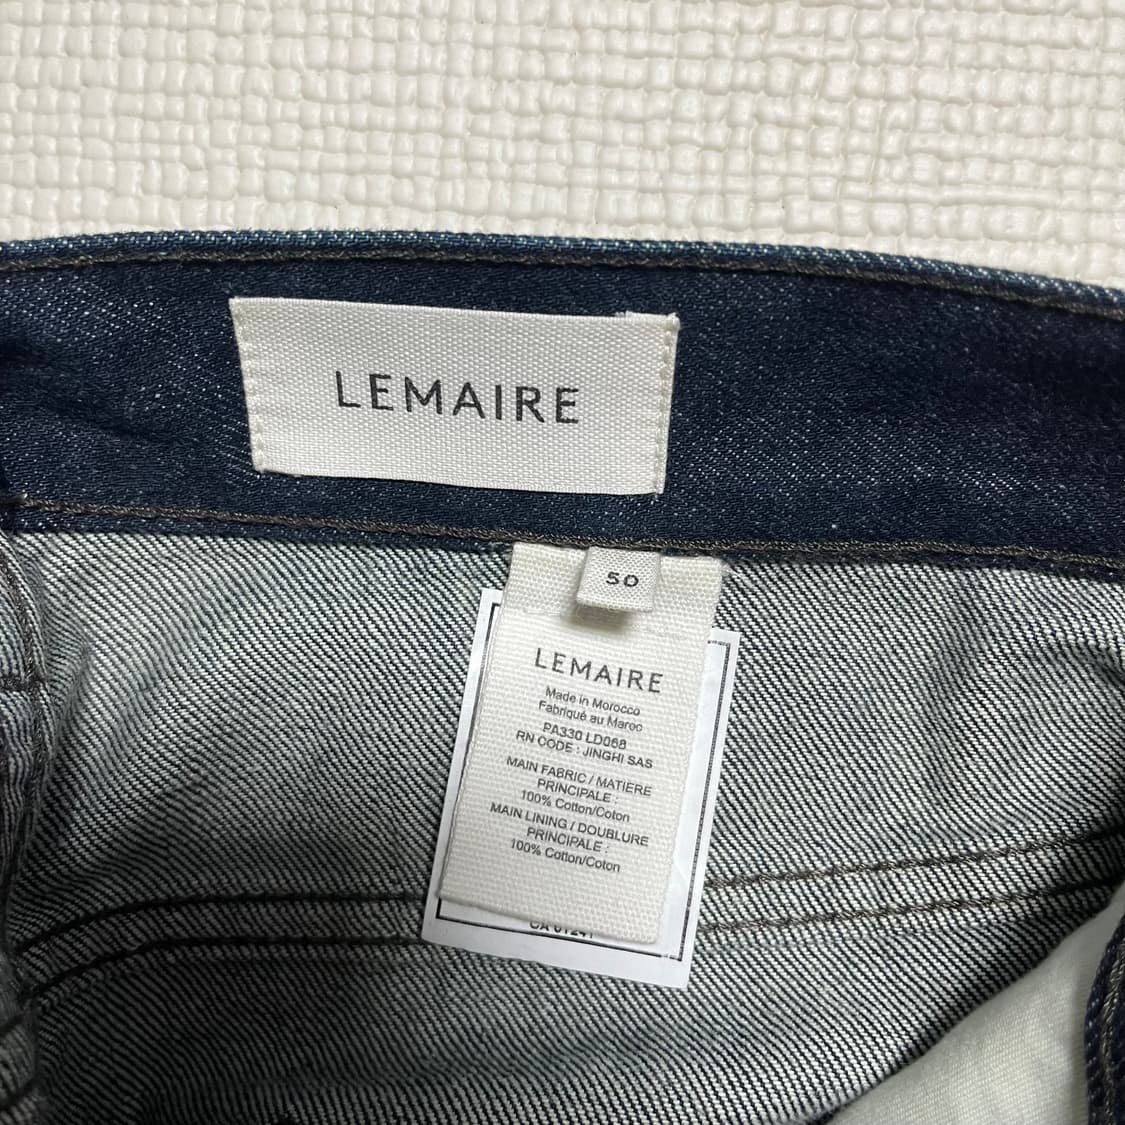 LEMAIRE
50
LEMAIRE
Made in Morocco
Fabriqué au Maroc
PA330 LD068
RN CODE : JINGHI SAS
MAIN FABRIC / MATIÈRE
PRINCIPALE :
100% Cotton/Coton
MAIN LINING / DOUBLURE
PRINCIPALE :
100% Cotton/Coton